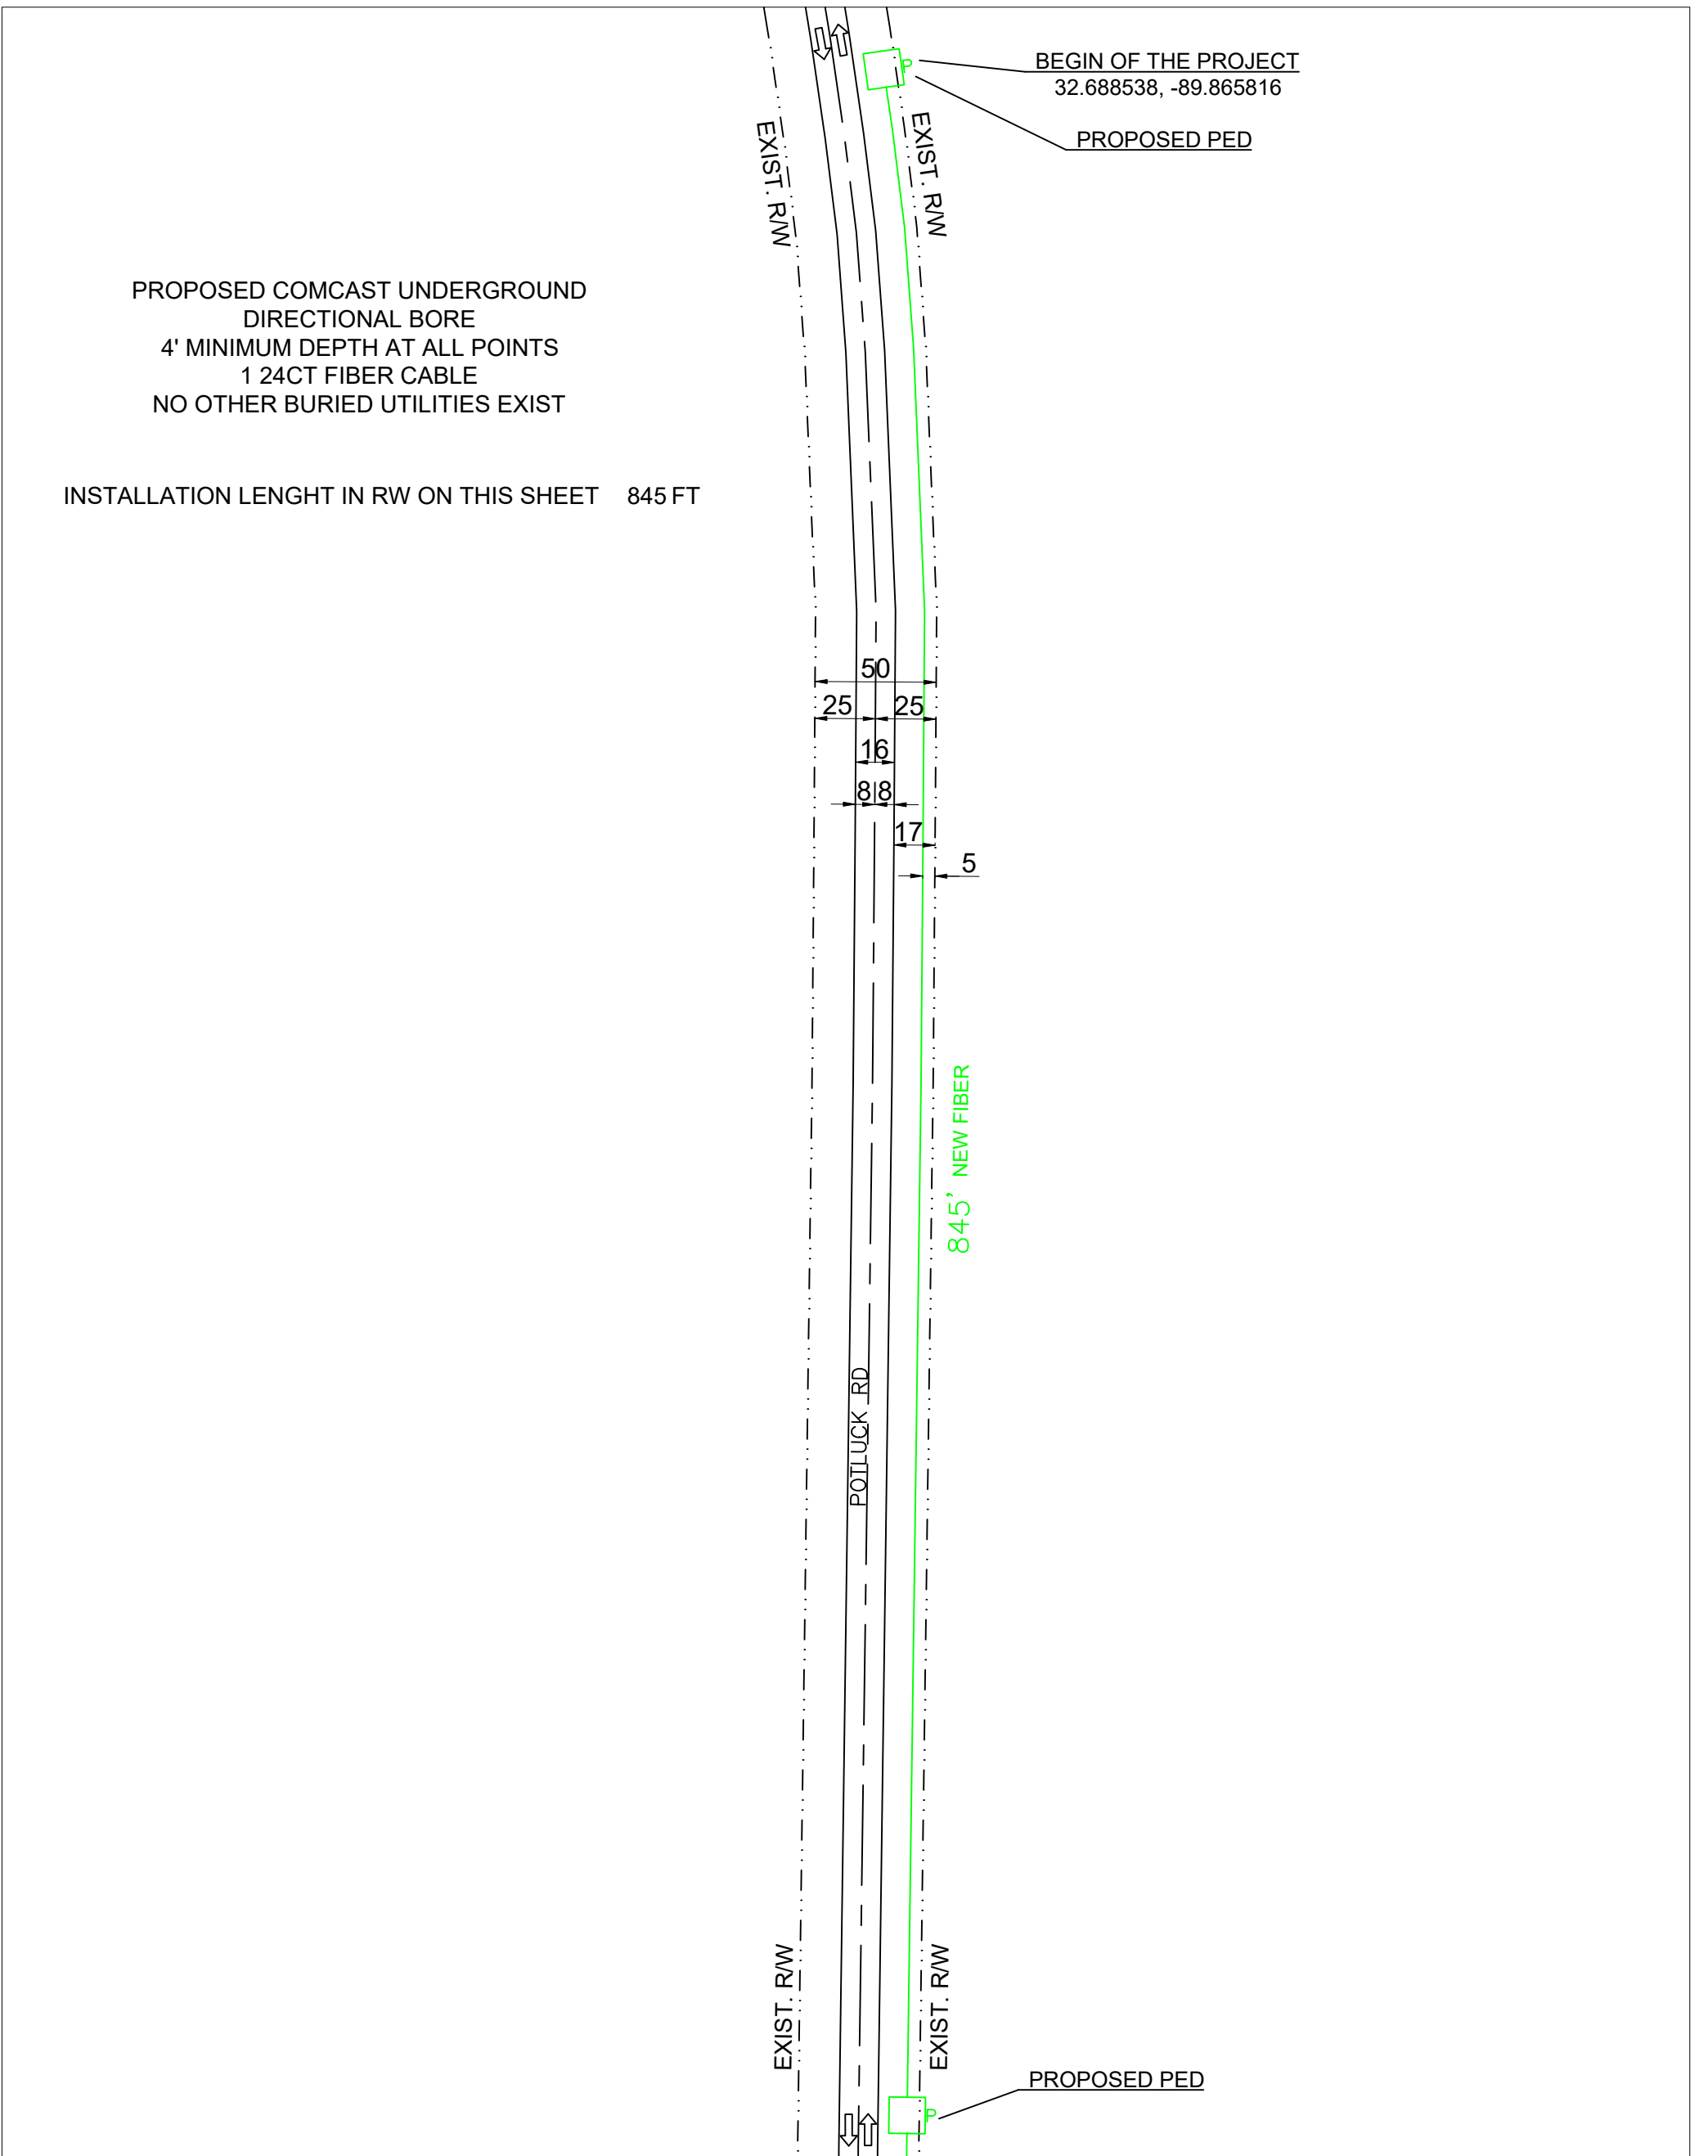 BEGIN OF THE PROJECT
32.688538, -89.865816
P
PROPOSED PED
EXIST. R/W
EXIST. R/W
PROPOSED COMCAST UNDERGROUND
DIRECTIONAL BORE
4' MINIMUM DEPTH AT ALL POINTS
1 24CT FIBER CABLE
NO OTHER BURIED UTILITIES EXIST
INSTALLATION LENGHT IN RW ON THIS SHEET 845 FT
50
25 25
16
8 8
17
5
845' NEW FIBER
POTLUCK RD
EXIST. R/W
EXIST. R/W
PROPOSED PED
P